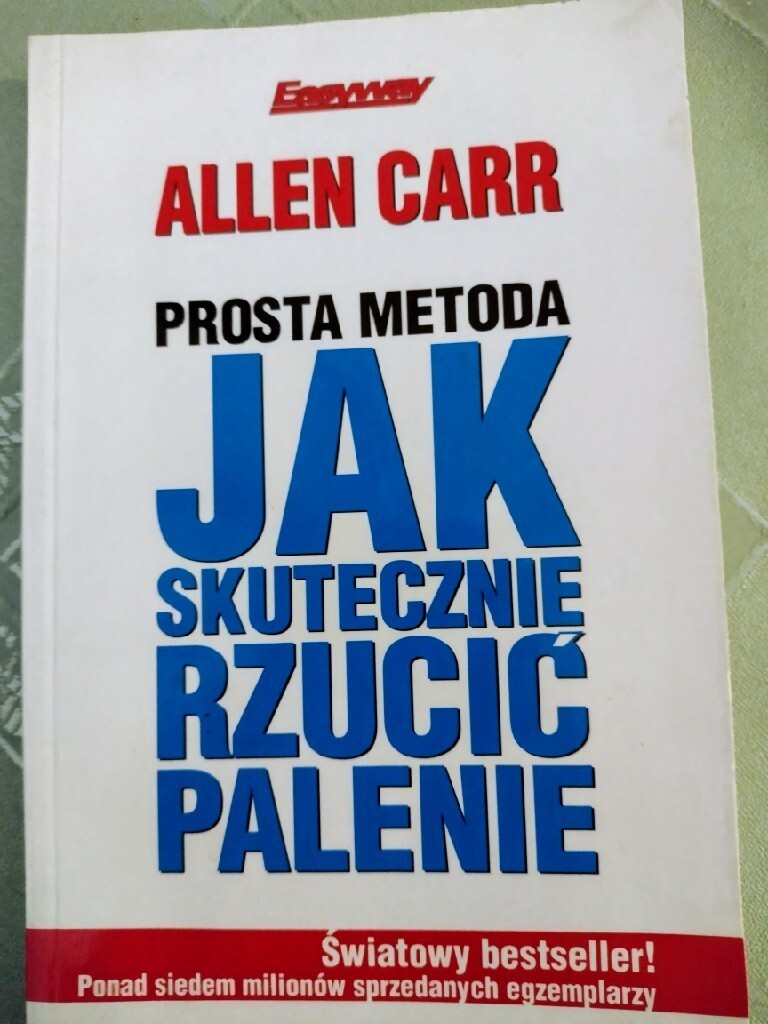 Easyway
ALLEN CARR
PROSTA METODA
JAK
SKUTECZNIE
RZUCIĆ
PALENIE
Światowy bestseller!
Ponad siedem milionów sprzedanych egzemplarzy